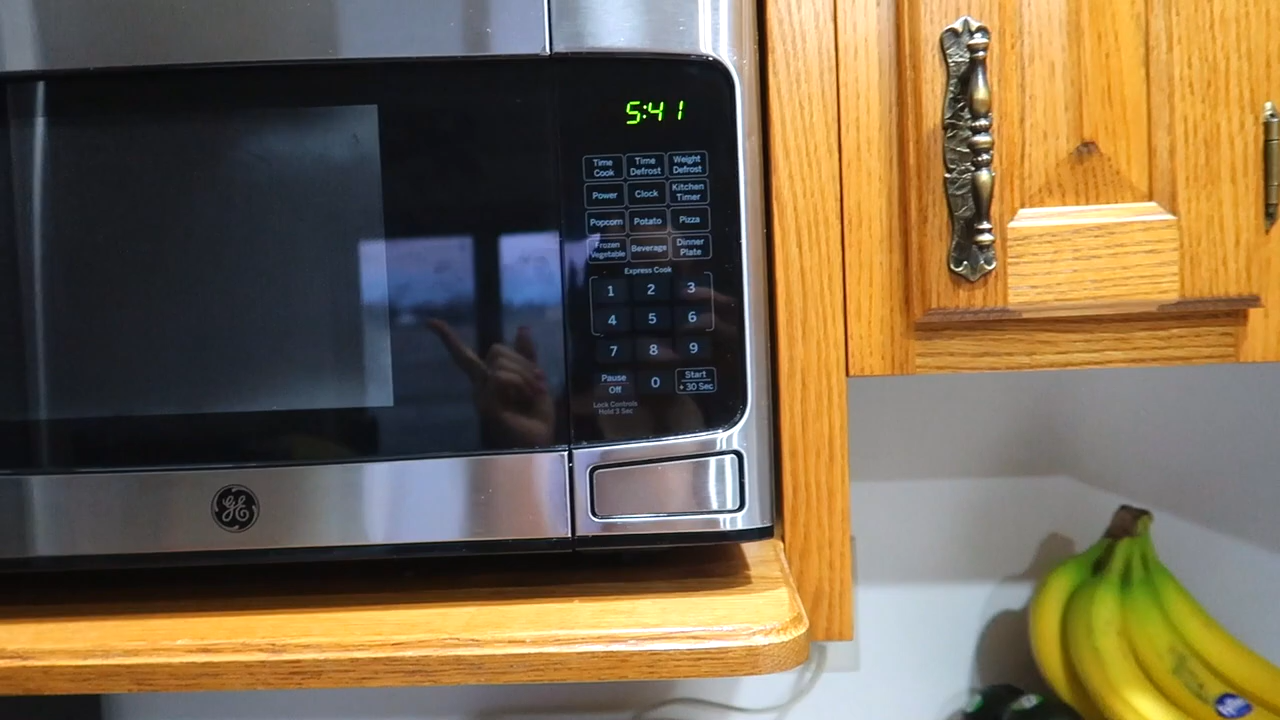 5:41
Time Cook
Time Defrost
Weight Defrost
Power
Clock
Kitchen Timer
Popcorn
Potato
Pizza
Frozen Vegetable
Beverage
Dinner Plate
Express Cook
1 2 3
4 5 6
7 8 9
Pause Off
0
Start +30 Sec
Lock Controls
Hold 3 Sec
GE